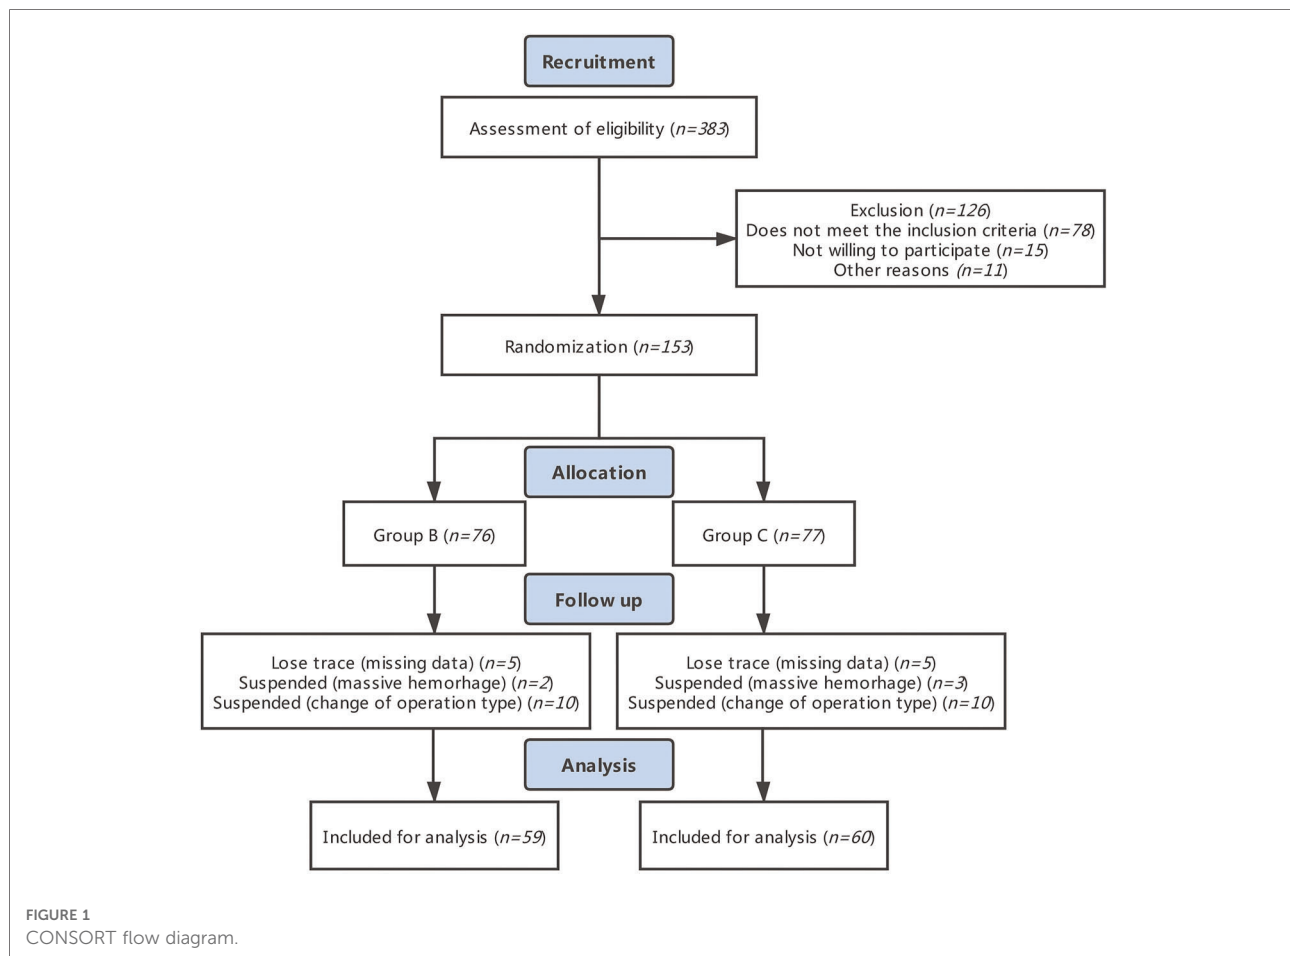 Recruitment
Assessment of eligibility (n=383)
Exclusion (n=126)
Does not meet the inclusion criteria (n=78)
Not willing to participate (n=15)
Other reasons (n=11)
Randomization (n=153)
Allocation
Group B (n=76)
Group C (n=77)
Follow up
Lose trace (missing data) (n=5)
Suspended (massive hemorhage) (n=2)
Suspended (change of operation type) (n=10)
Lose trace (missing data) (n=5)
Suspended (massive hemorhage) (n=3)
Suspended (change of operation type) (n=10)
Analysis
Included for analysis (n=59)
Included for analysis (n=60)
FIGURE 1
CONSORT flow diagram.